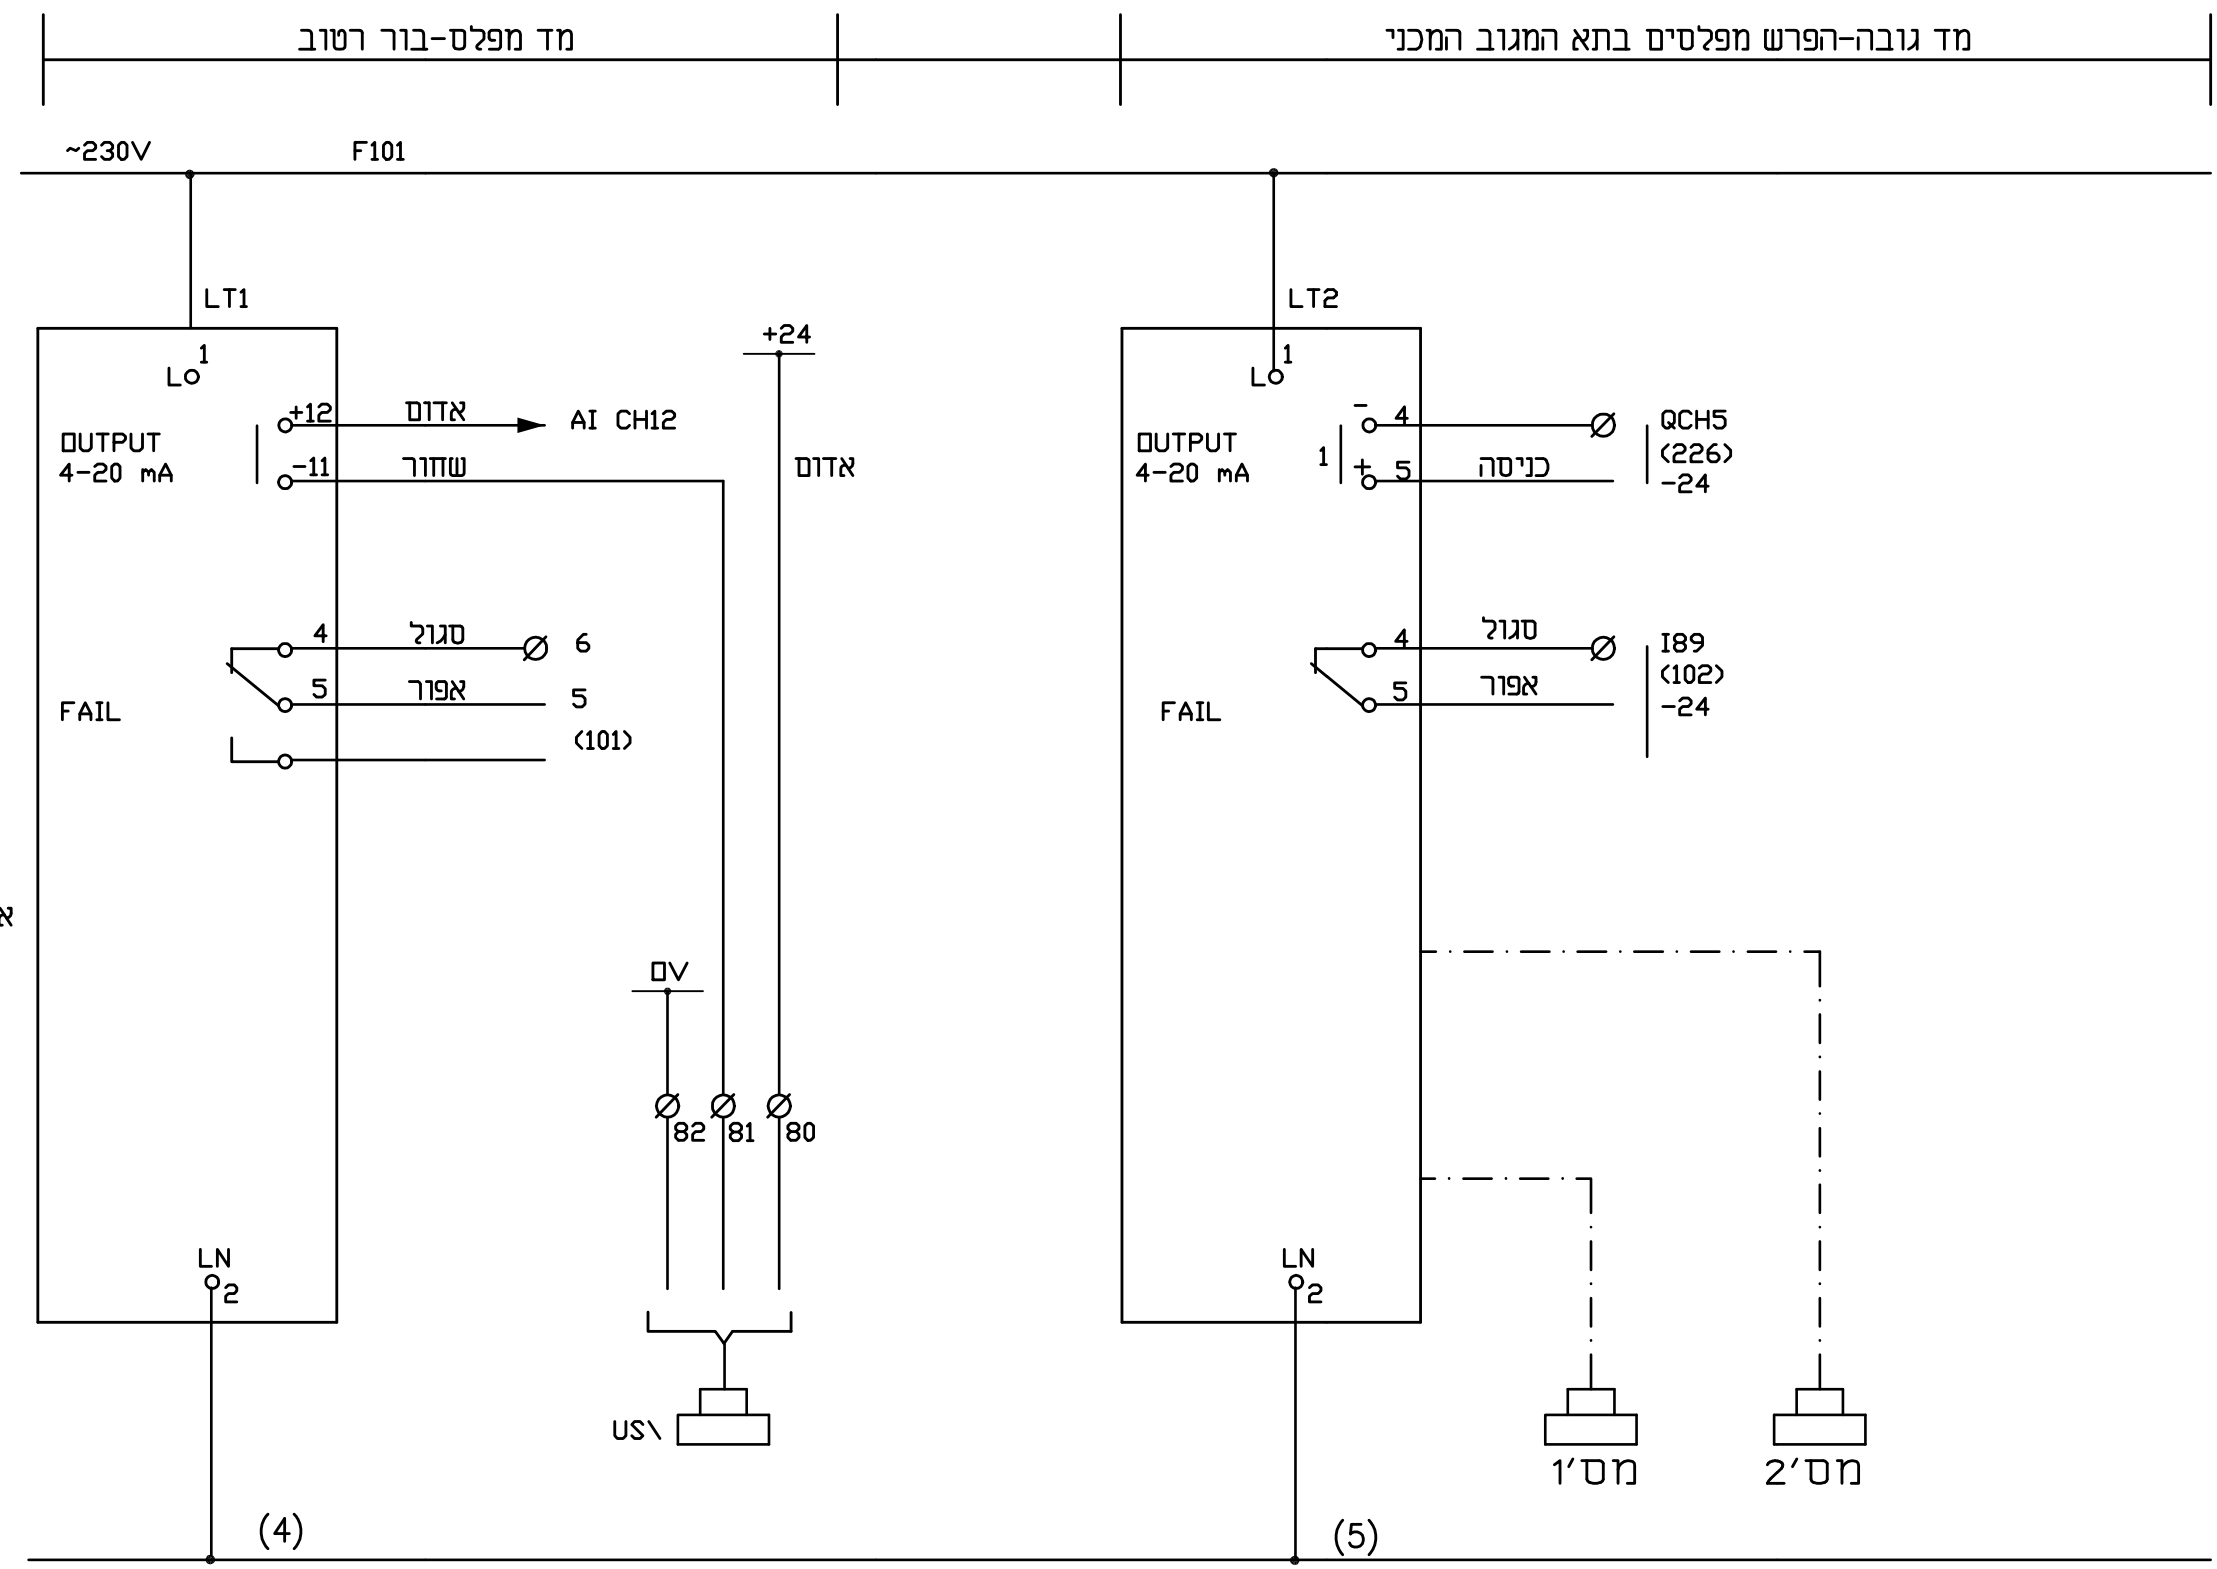 מד מפלס-בור רטוב
מד גובה-הפרש מפלסים בתא המגוב המכני
~230V
F101
LT1
1
L
OUTPUT
4-20 mA
+12
אדום
AI CH12
-11
שחור
+24
אדום
4
סגול
6
5
אפור
5
(101)
FAIL
0V
82
81
80
LN
2
US\
(4)
LT2
1
L
OUTPUT
4-20 mA
1
-
4
QCH5
(226)
+
5
כניסה
-24
4
סגול
I89
(102)
5
אפור
-24
FAIL
LN
2
מס'1
מס'2
(5)
א